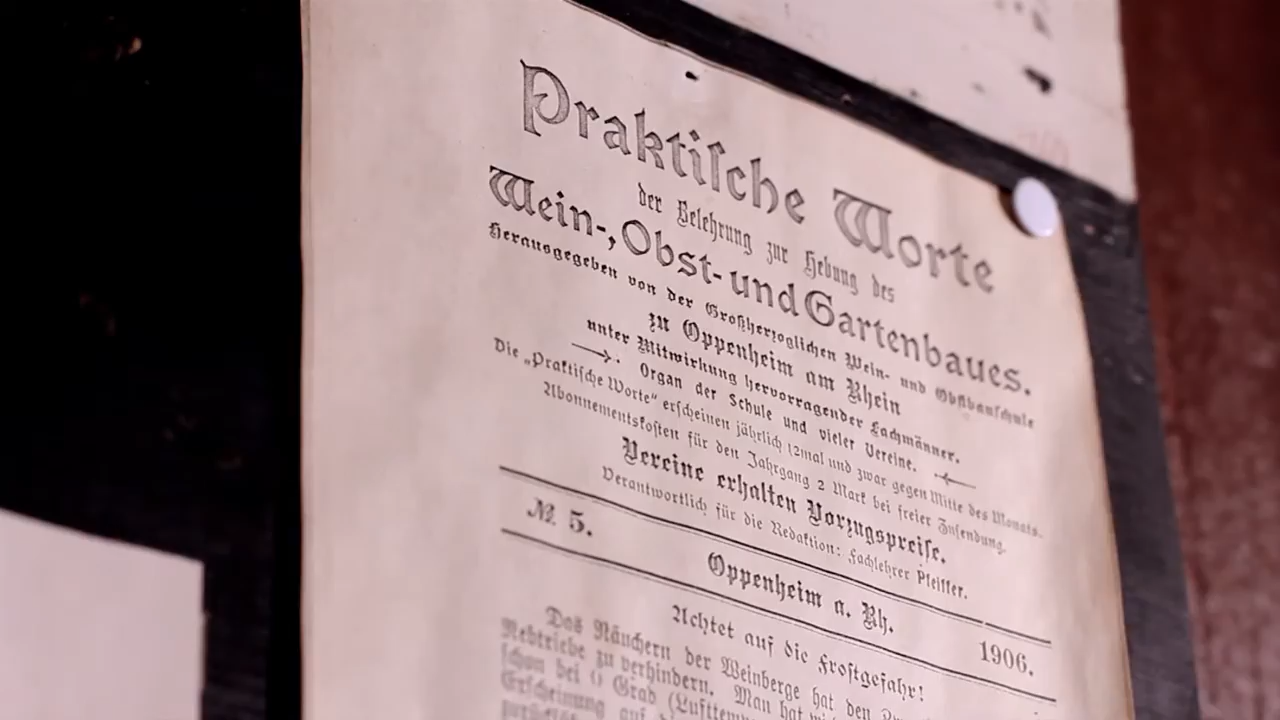 Praktiſche Worte
der Belehrung zur Hebung des
Wein-, Obst- und Gartenbaues.
Herausgegeben von der Großherzoglichen Wein- und Obſtbauſchule
zu Oppenheim am Rhein
unter Mitwirkung hervorragender Fachmänner.
Organ der Schule und vieler Vereine.
Die „Praktiſche Worte“ erſcheinen jährlich 12mal und zwar gegen Mitte des Monats.
Abonnementskoſten für den Jahrgang 2 Mark bei freier Zuſendung.
Vereine erhalten Vorzugspreiſe.
Verantwortlich für die Redaktion: Fachlehrer Pfeiffer.
№ 5. Oppenheim a. Rh. 1906.
Achtet auf die Froſtgefahr!
Das Räuchern der Weinberge hat den
Rebtriebe zu verhindern. Man hat
ſchon bei 0 Grad
Erſcheinung auf